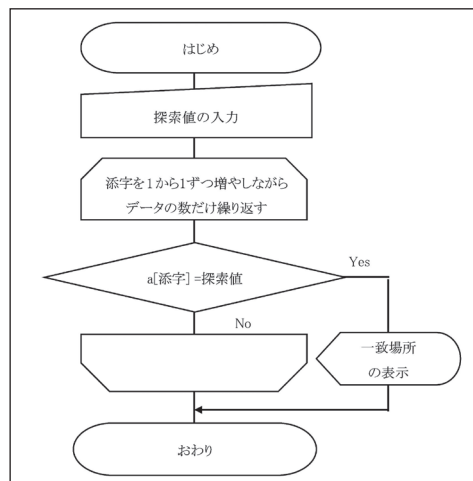 はじめ
探索値の入力
添字を1から1ずつ増やしながら
データの数だけ繰り返す
a[添字]=探索値
Yes
No
一致場所
の表示
おわり